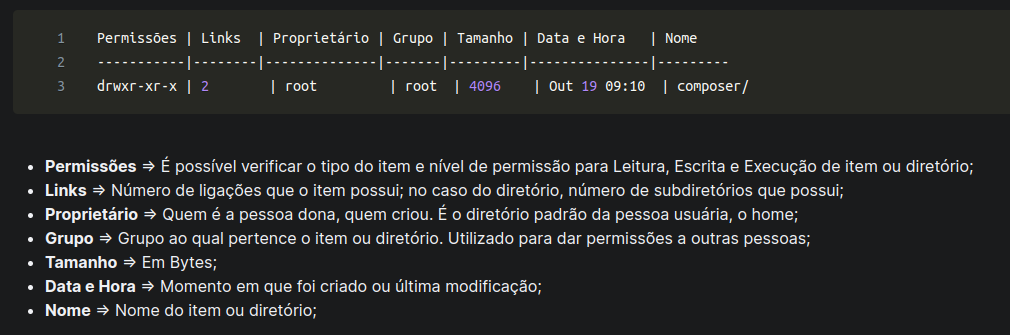 1 Permissões | Links  | Proprietário | Grupo | Tamanho | Data e Hora   | Nome
2 -----------|--------|--------------|-------|---------|---------------|---------
3 drwxr-xr-x | 2       | root         | root  | 4096    | Out 19 09:10  | composer/
• Permissões ⇒ É possível verificar o tipo do item e nível de permissão para Leitura, Escrita e Execução de item ou diretório;
• Links ⇒ Número de ligações que o item possui; no caso do diretório, número de subdiretórios que possui;
• Proprietário ⇒ Quem é a pessoa dona, quem criou. É o diretório padrão da pessoa usuária, o home;
• Grupo ⇒ Grupo ao qual pertence o item ou diretório. Utilizado para dar permissões a outras pessoas;
• Tamanho ⇒ Em Bytes;
• Data e Hora ⇒ Momento em que foi criado ou última modificação;
• Nome ⇒ Nome do item ou diretório;